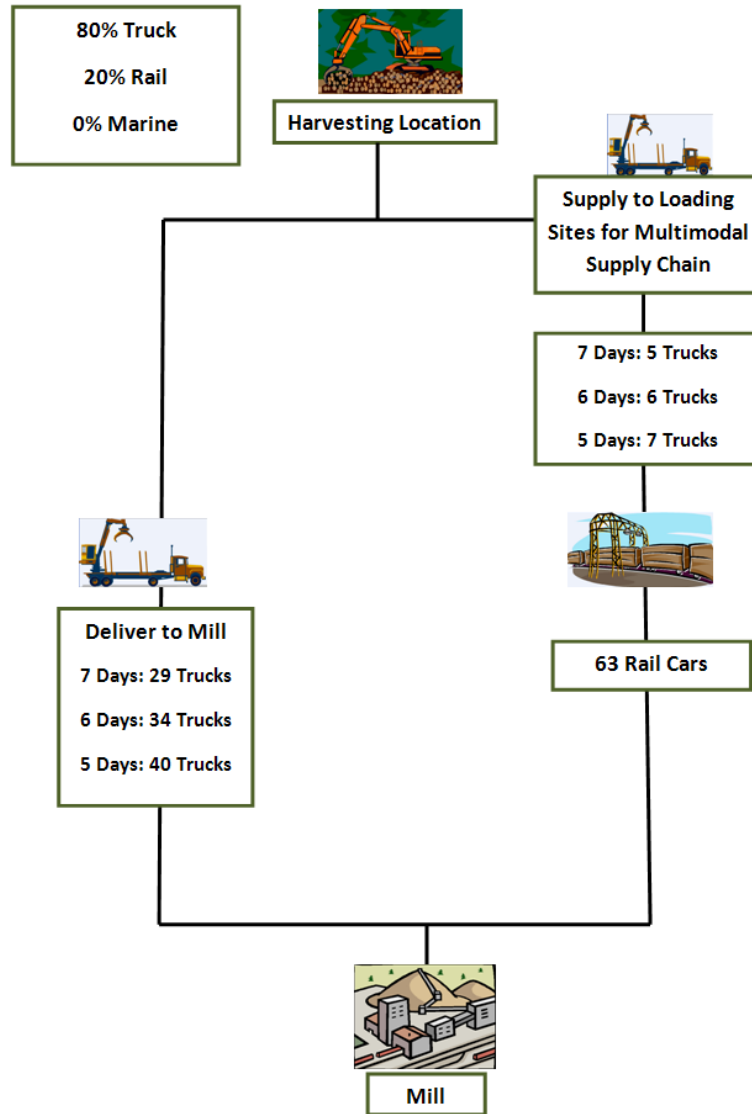 80% Truck
20% Rail
0% Marine
Harvesting Location
Supply to Loading
Sites for Multimodal
Supply Chain
7 Days: 5 Trucks
6 Days: 6 Trucks
5 Days: 7 Trucks
Deliver to Mill
7 Days: 29 Trucks
6 Days: 34 Trucks
5 Days: 40 Trucks
63 Rail Cars
Mill